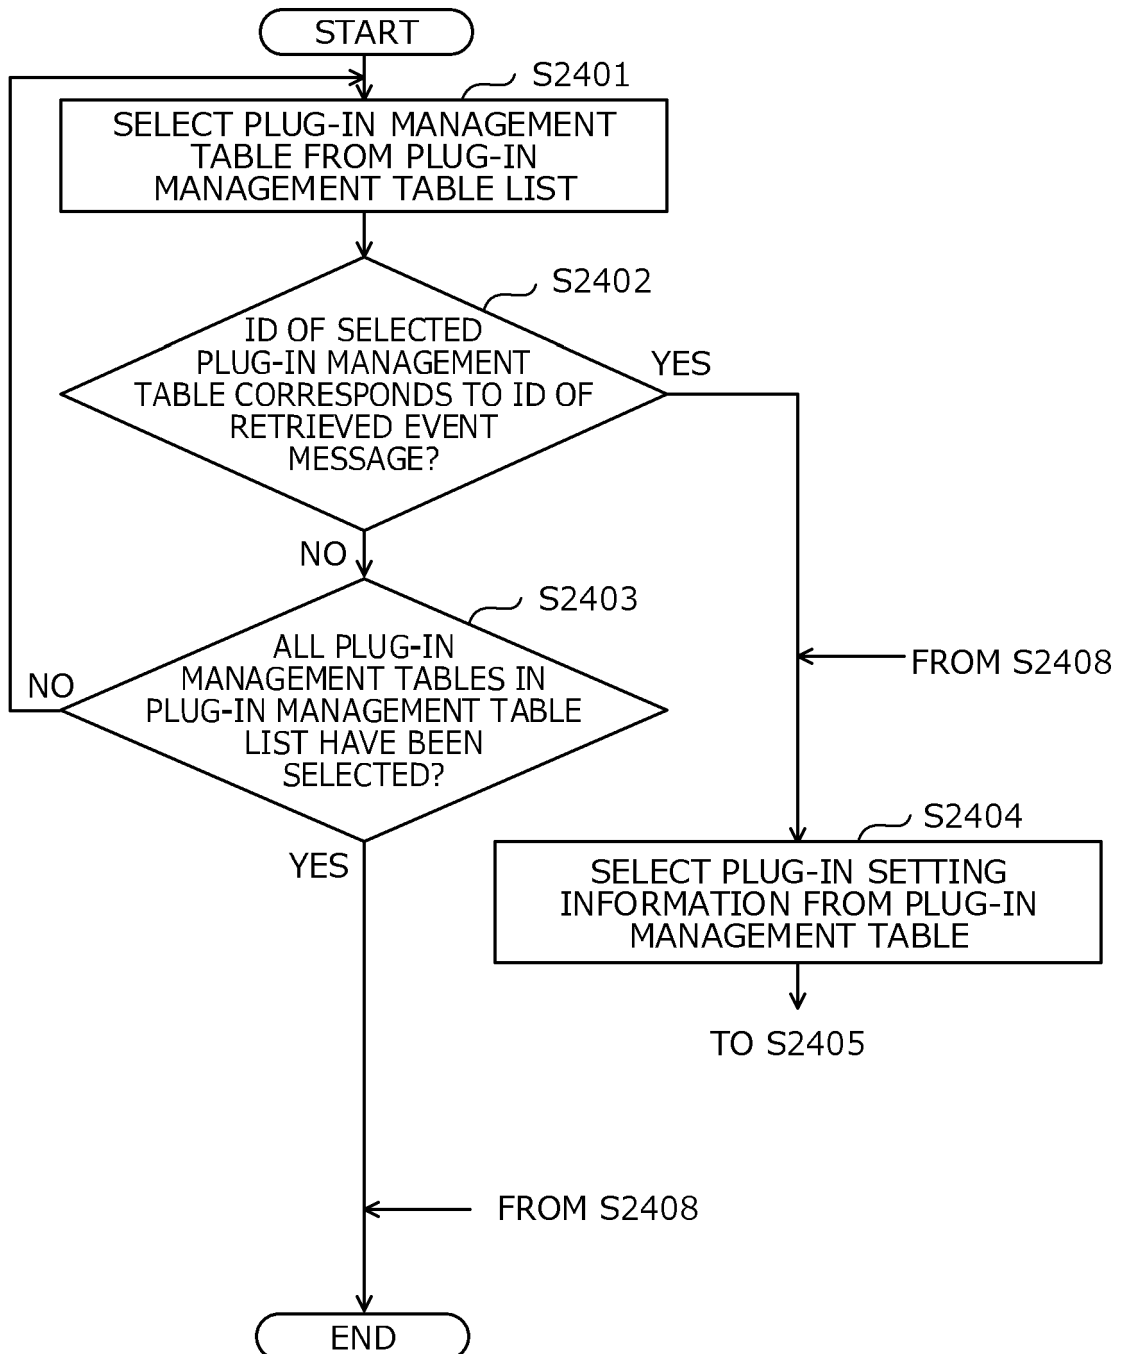 START
S2401
SELECT PLUG-IN MANAGEMENT
TABLE FROM PLUG-IN
MANAGEMENT TABLE LIST
S2402
ID OF SELECTED
PLUG-IN MANAGEMENT
TABLE CORRESPONDS TO ID OF
RETRIEVED EVENT
MESSAGE?
YES
NO
S2403
ALL PLUG-IN
MANAGEMENT TABLES IN
PLUG-IN MANAGEMENT TABLE
LIST HAVE BEEN
SELECTED?
NO
YES
FROM S2408
S2404
SELECT PLUG-IN SETTING
INFORMATION FROM PLUG-IN
MANAGEMENT TABLE
TO S2405
FROM S2408
END